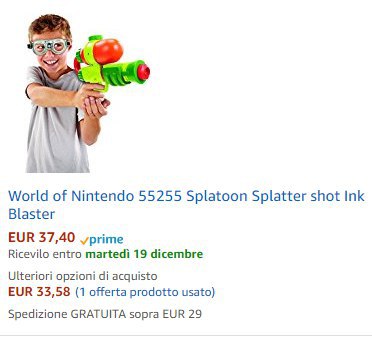 World of Nintendo 55255 Splatoon Splatter shot Ink
Blaster
EUR 37,40 prime
Ricevilo entro martedì 19 dicembre
Ulteriori opzioni di acquisto
EUR 33,58 (1 offerta prodotto usato)
Spedizione GRATUITA sopra EUR 29